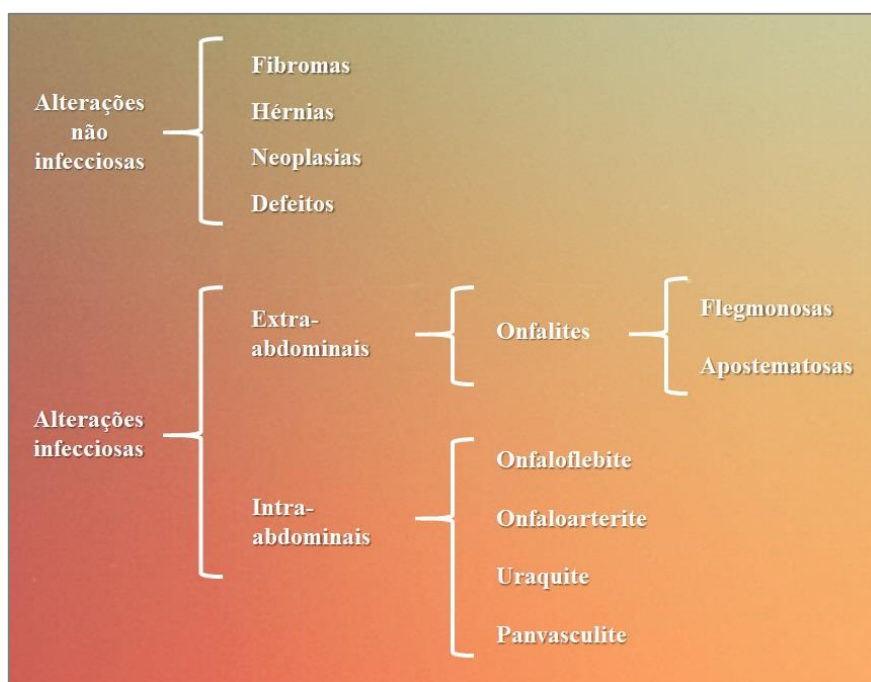 Alterações
não
infecciosas
Fibromas
Hérnias
Neoplasias
Defeitos
Alterações
infecciosas
Extra-
abdominais
Onfalites
Flegmonosas
Apostematosas
Intra-
abdominais
Onfaloflebite
Onfaloarterite
Uraquite
Panvasculite